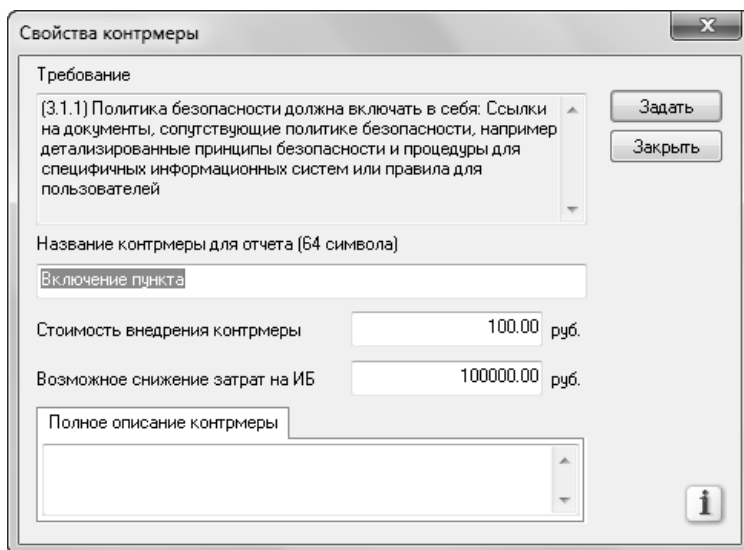 Свойства контрмеры
Требование
(3.1.1) Политика безопасности должна включать в себя: Ссылки
на документы, сопутствующие политике безопасности, например
детализированные принципы безопасности и процедуры для
специфичных информационных систем или правила для
пользователей
Задать
Закрыть
Название контрмеры для отчета (64 символа)
Включение пункта
Стоимость внедрения контрмеры 100.00 руб.
Возможное снижение затрат на ИБ 100000.00 руб.
Полное описание контрмеры